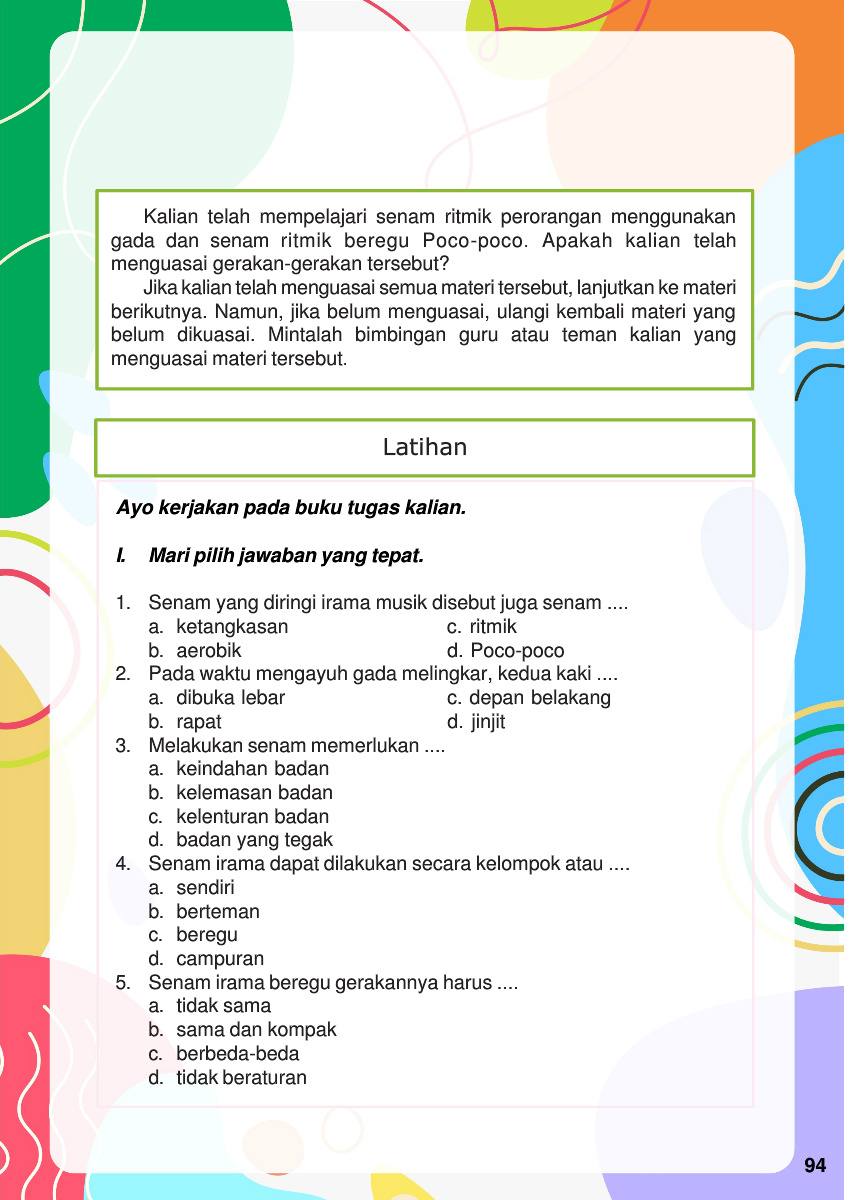 Kalian telah mempelajari senam ritmik perorangan menggunakan
gada dan senam ritmik beregu Poco-poco. Apakah kalian telah
menguasai gerakan-gerakan tersebut?
Jika kalian telah menguasai semua materi tersebut, lanjutkan ke materi
berikutnya. Namun, jika belum menguasai, ulangi kembali materi yang
belum dikuasai. Mintalah bimbingan guru atau teman kalian yang
menguasai materi tersebut.
Latihan
Ayo kerjakan pada buku tugas kalian.
I. Mari pilih jawaban yang tepat.
1. Senam yang diringi irama musik disebut juga senam ....
a. ketangkasan c. ritmik
b. aerobik d. Poco-poco
2. Pada waktu mengayuh gada melingkar, kedua kaki ....
a. dibuka lebar c. depan belakang
b. rapat d. jinjit
3. Melakukan senam memerlukan ....
a. keindahan badan
b. kelemasan badan
c. kelenturan badan
d. badan yang tegak
4. Senam irama dapat dilakukan secara kelompok atau ....
a. sendiri
b. berteman
c. beregu
d. campuran
5. Senam irama beregu gerakannya harus ....
a. tidak sama
b. sama dan kompak
c. berbeda-beda
d. tidak beraturan
94